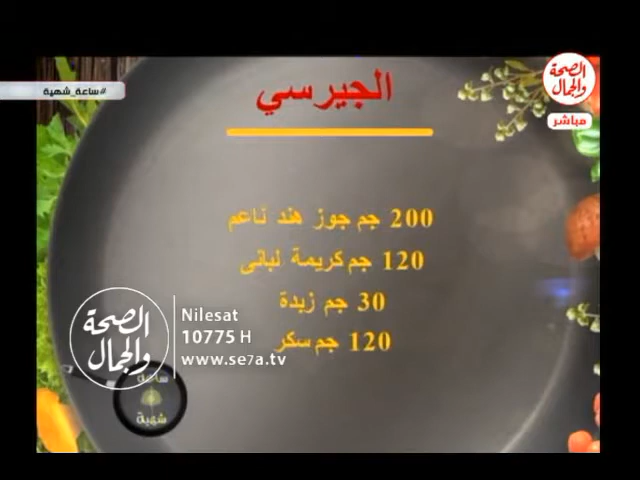 الصحة
والجمال
مباشر
#ساعة_شهية
الجيرسي
200 جم جوز هند ناعم
120 جم كريمة لبانى
30 جم زبدة
120 جم سكر
الصحة
والجمال
Nilesat
10775 H
www.se7a.tv
ساعة
شهية